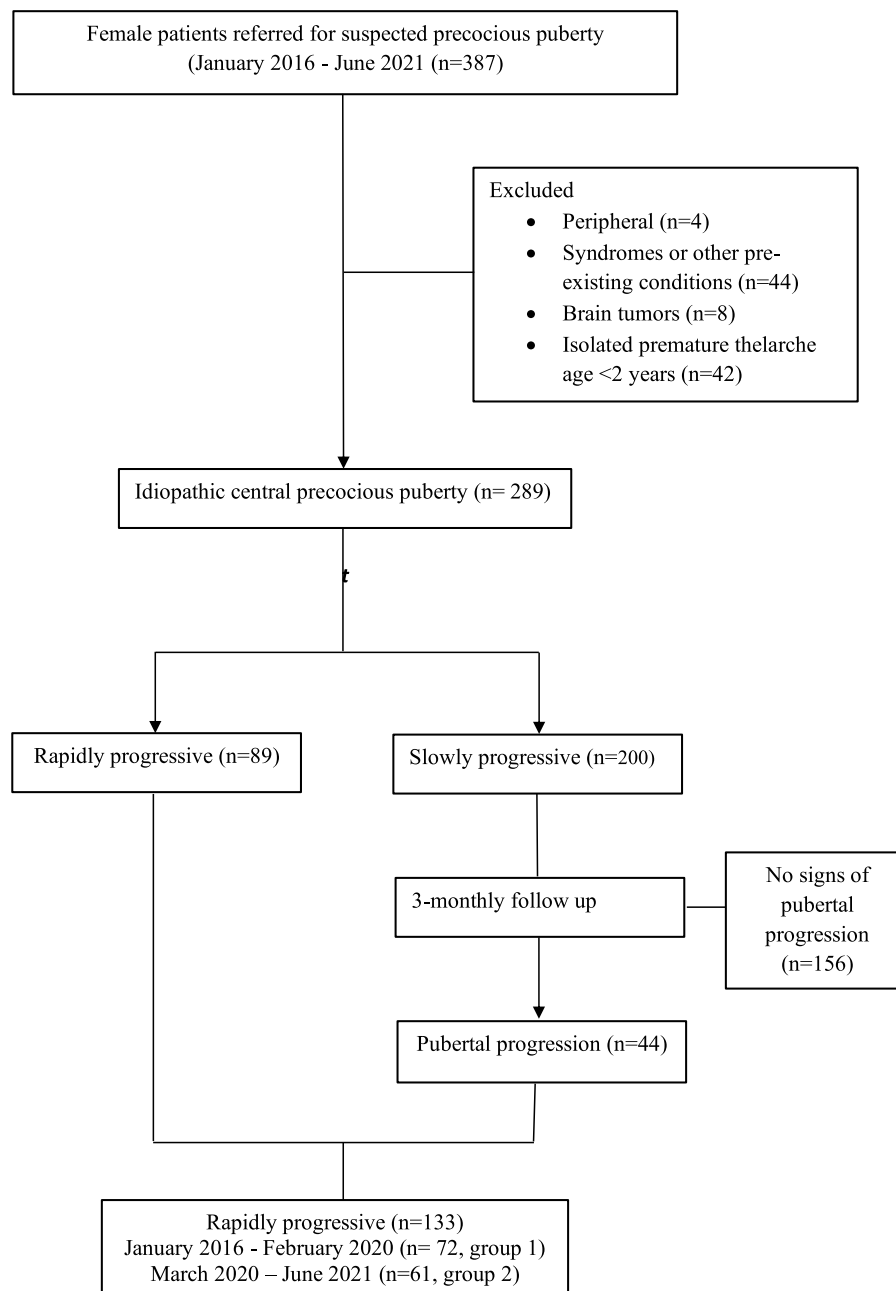 Female patients referred for suspected precocious puberty
(January 2016 - June 2021 (n=387)
Excluded
• Peripheral (n=4)
• Syndromes or other pre-
existing conditions (n=44)
• Brain tumors (n=8)
• Isolated premature thelarche
age <2 years (n=42)
Idiopathic central precocious puberty (n= 289)
t
Rapidly progressive (n=89)
Slowly progressive (n=200)
3-monthly follow up
No signs of
pubertal
progression
(n=156)
Pubertal progression (n=44)
Rapidly progressive (n=133)
January 2016 - February 2020 (n= 72, group 1)
March 2020 – June 2021 (n=61, group 2)